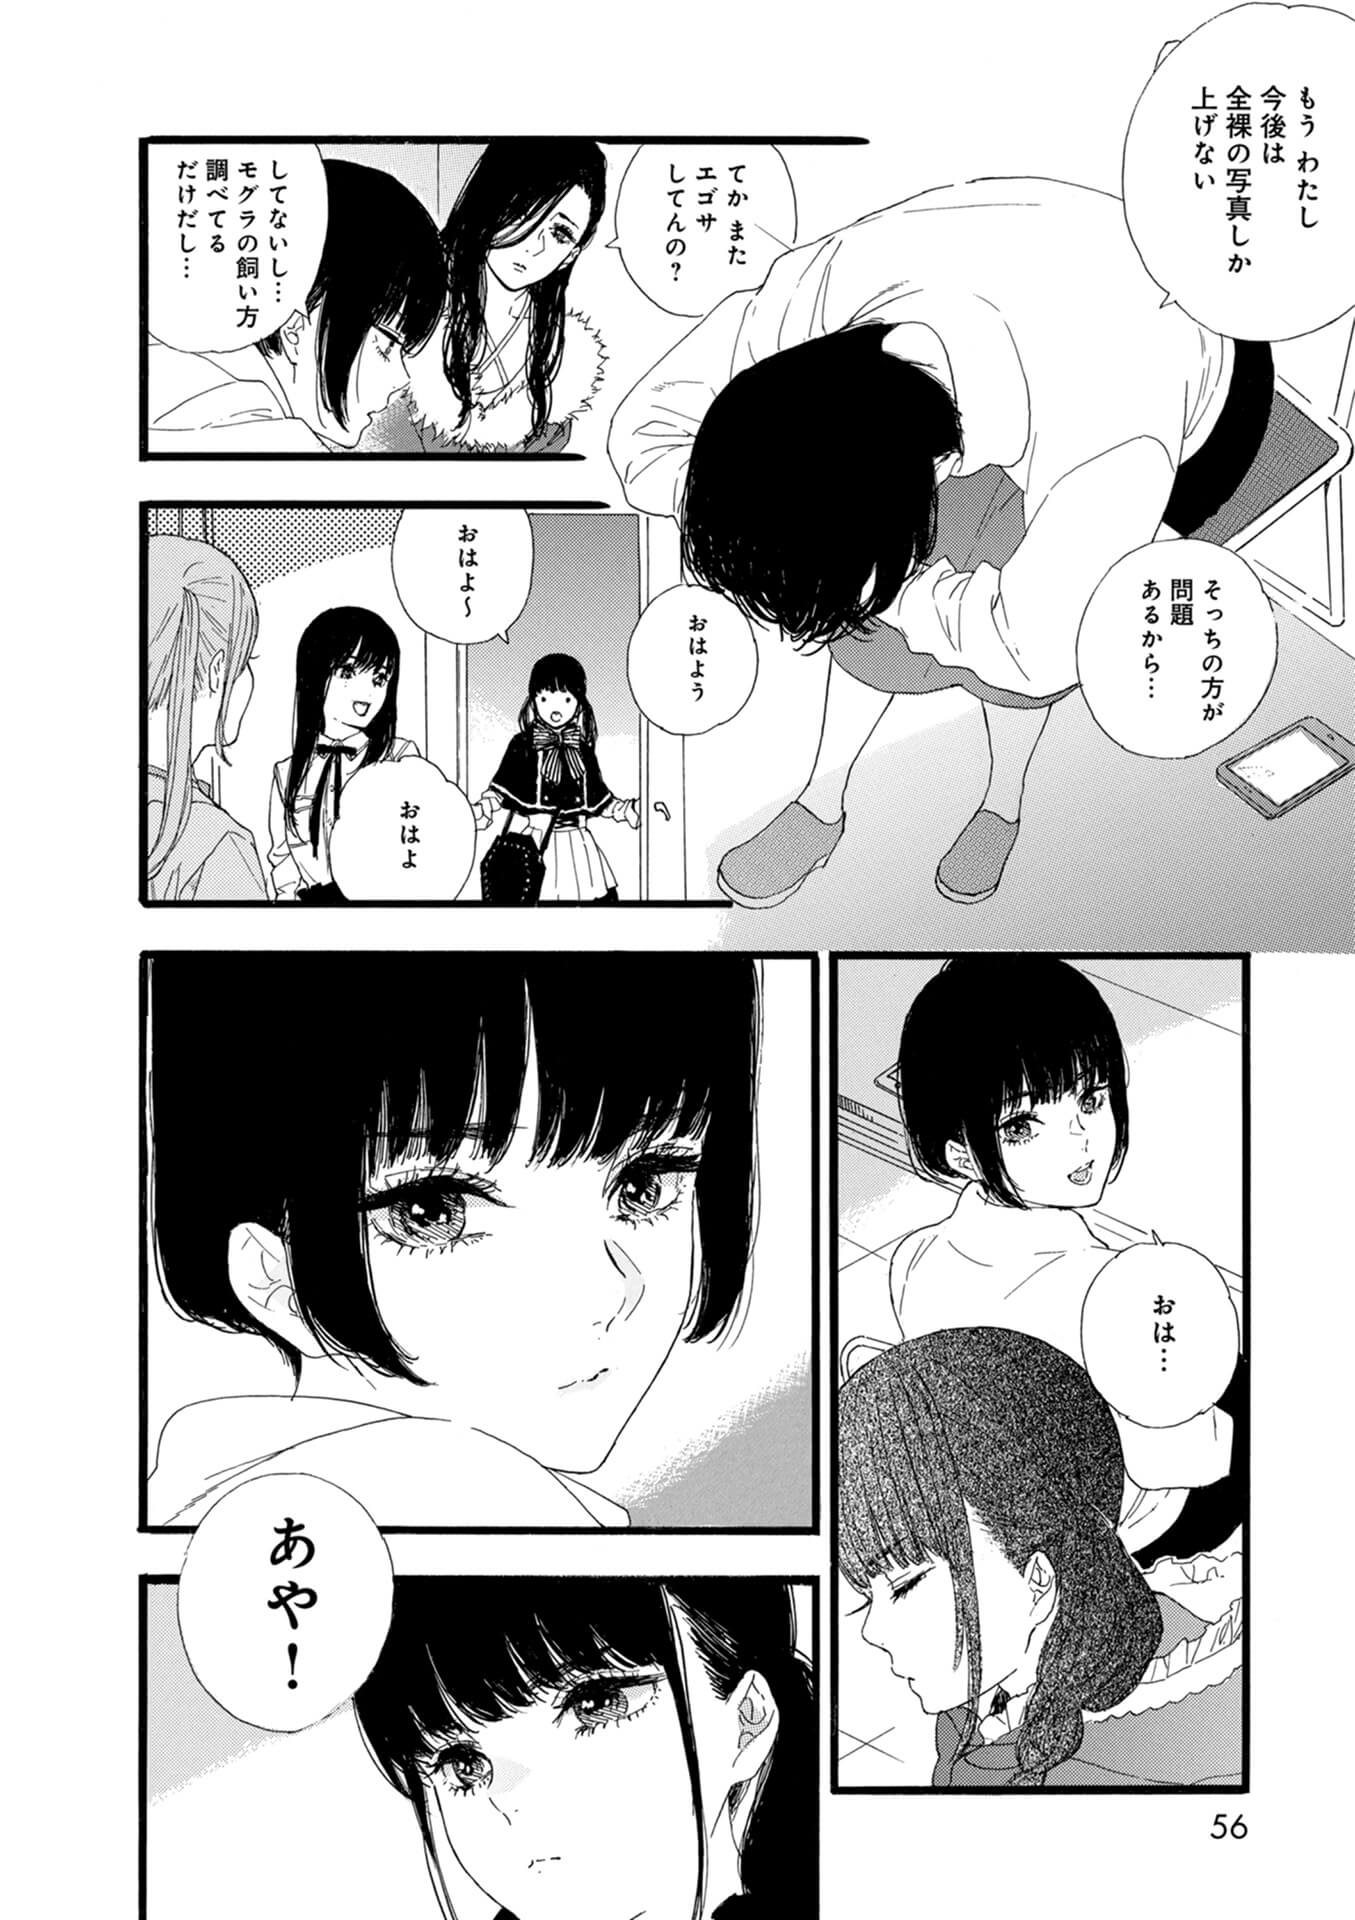 もう わたし
今後は
全裸の写真しか
上げない
そっちの方が
問題
あるから…
てか また
エゴサ
してんの?
してないし…
モグラの飼い方
調べてる
だけだし…
おはよう
おはよ〜
おはよ
おは…
あや!
56